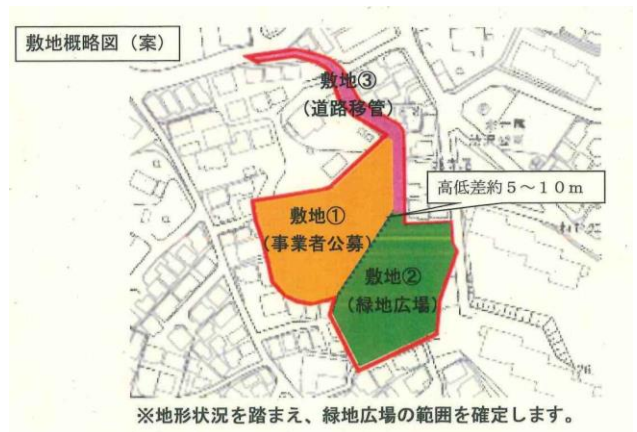 敷地概略図（案）
敷地③
（道路移管）
高低差約５～１０ｍ
敷地①
（事業者公募）
敷地②
（緑地広場）
※地形状況を踏まえ、緑地広場の範囲を確定します。